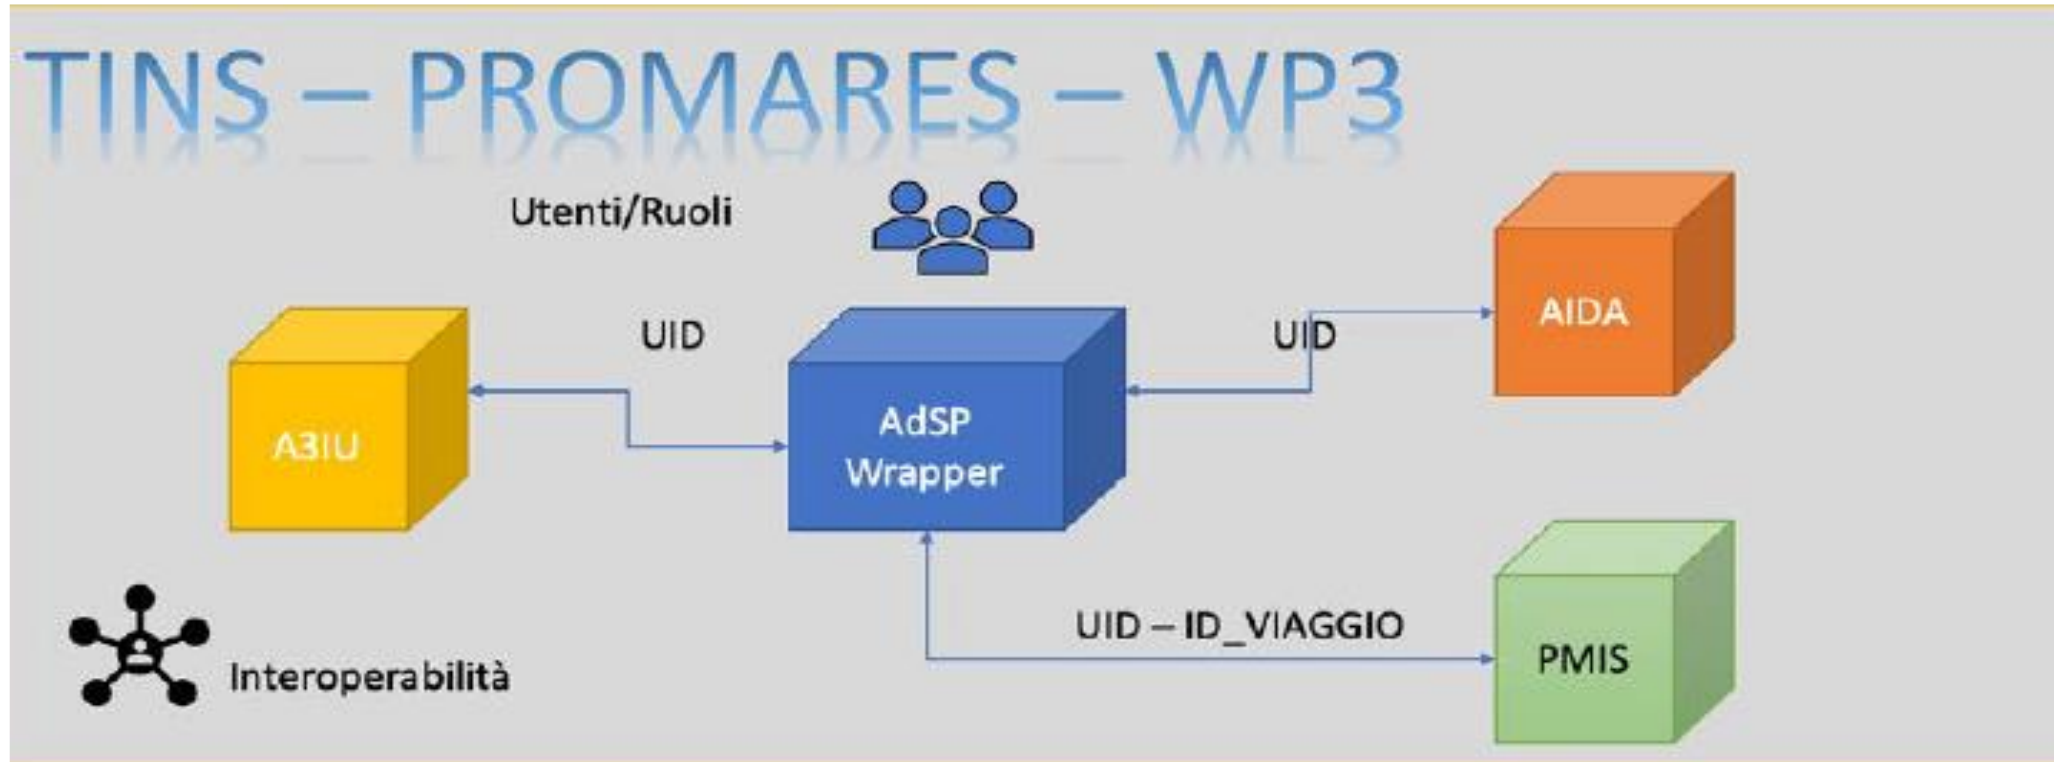 TINS – PROMARES – WP3
Utenti/Ruoli
UID
UID
AIDA
A3IU
AdSP
Wrapper
UID – ID_VIAGGIO
PMIS
Interoperabilità